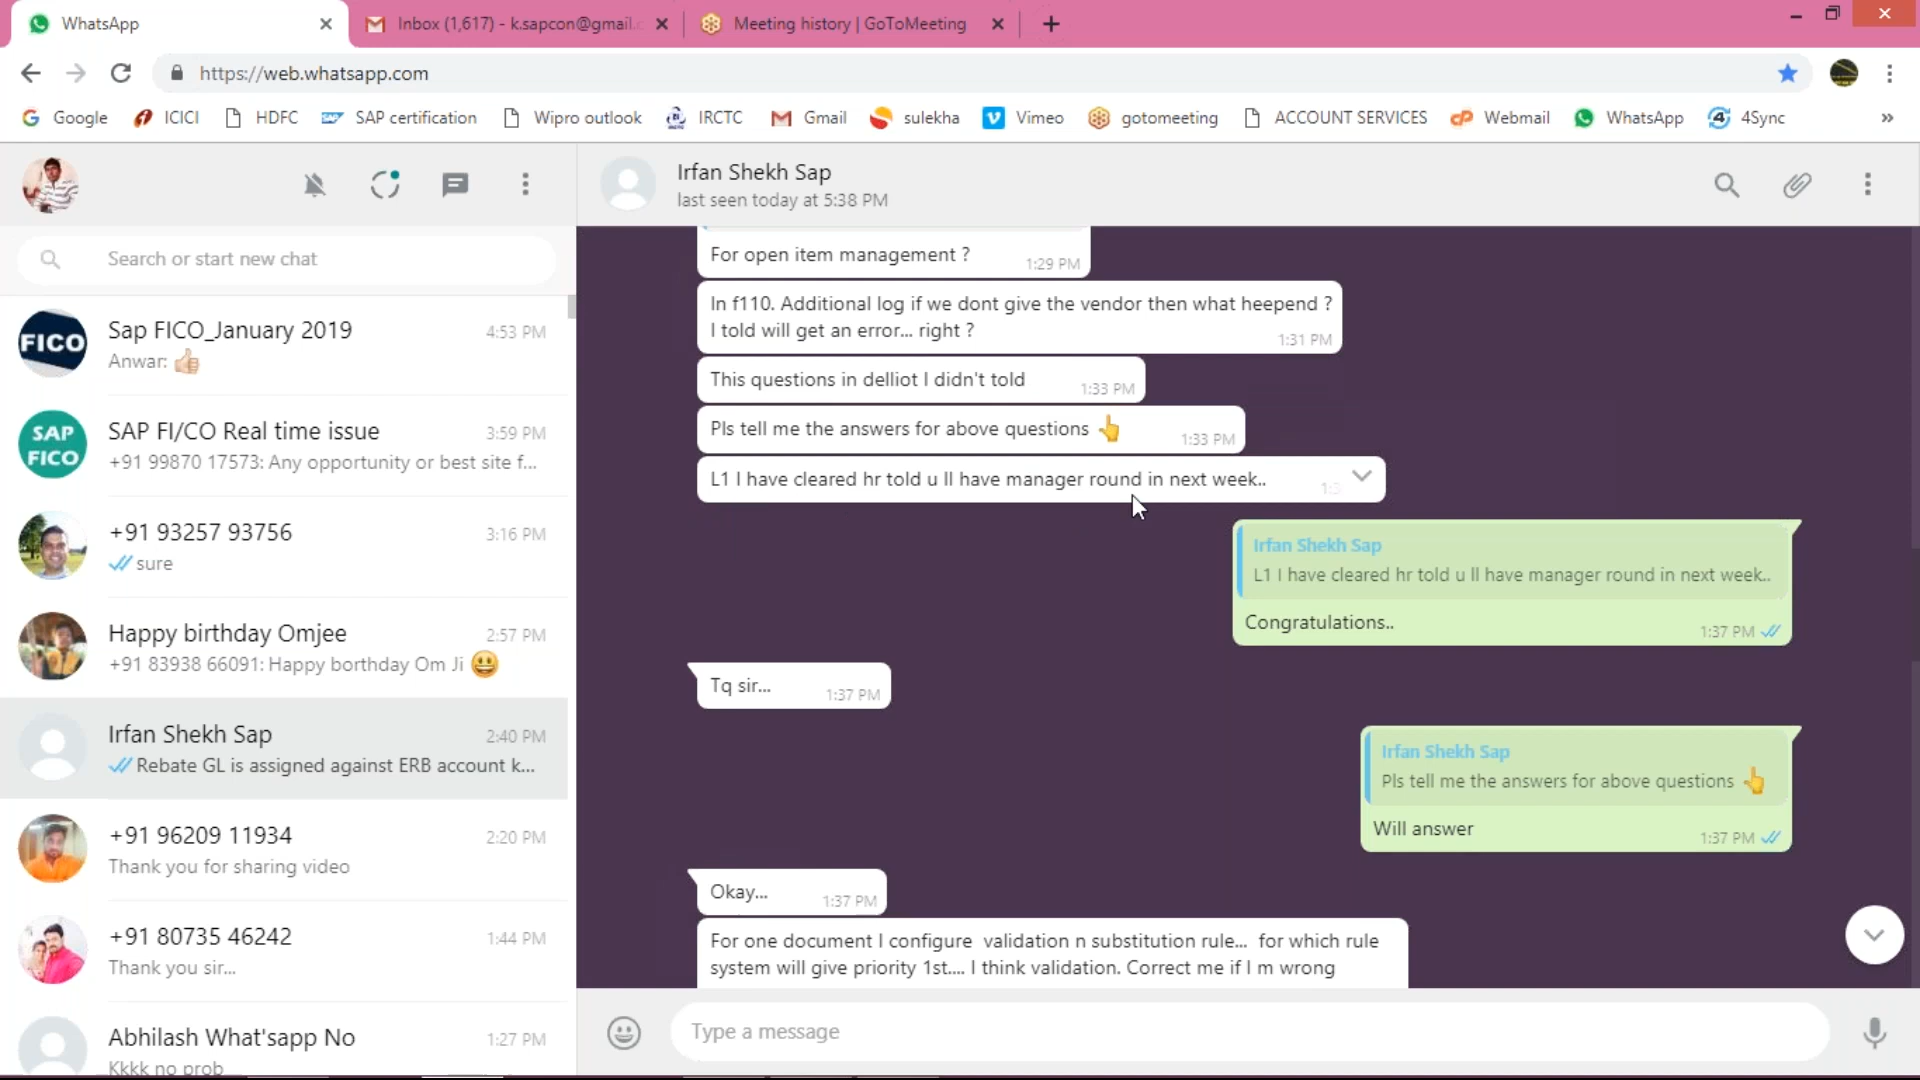 WhatsApp
Inbox (1,617) - k.sapcon@gmail.c
Meeting history | GoToMeeting
https://web.whatsapp.com
Google
ICICI
HDFC
SAP certification
Wipro outlook
IRCTC
Gmail
sulekha
Vimeo
gotomeeting
ACCOUNT SERVICES
Webmail
WhatsApp
4Sync
Irfan Shekh Sap
last seen today at 5:38 PM
Search or start new chat
FICO
Sap FICO_January 2019
4:53 PM
Anwar: 👍🏻
SAP
FICO
SAP FI/CO Real time issue
3:59 PM
+91 99870 17573: Any opportunity or best site f...
+91 93257 93756
3:16 PM
sure
Happy birthday Omjee
2:57 PM
+91 83938 66091: Happy borthday Om Ji 😀
Irfan Shekh Sap
2:40 PM
Rebate GL is assigned against ERB account k...
+91 96209 11934
2:20 PM
Thank you for sharing video
+91 80735 46242
1:44 PM
Thank you sir...
Abhilash What'sapp No
1:27 PM
Kkkk no prob
For open item management ?
1:29 PM
In f110. Additional log if we dont give the vendor then what heepend ?
I told will get an error... right ?
1:31 PM
This questions in delliot I didn't told
1:33 PM
Pls tell me the answers for above questions 👆
1:33 PM
L1 I have cleared hr told u ll have manager round in next week..
Irfan Shekh Sap
L1 I have cleared hr told u ll have manager round in next week..
Congratulations..
1:37 PM
Tq sir...
1:37 PM
Irfan Shekh Sap
Pls tell me the answers for above questions 👆
Will answer
1:37 PM
Okay...
1:37 PM
For one document I configure validation n substitution rule... for which rule
system will give priority 1st.... I think validation. Correct me if I m wrong
Type a message